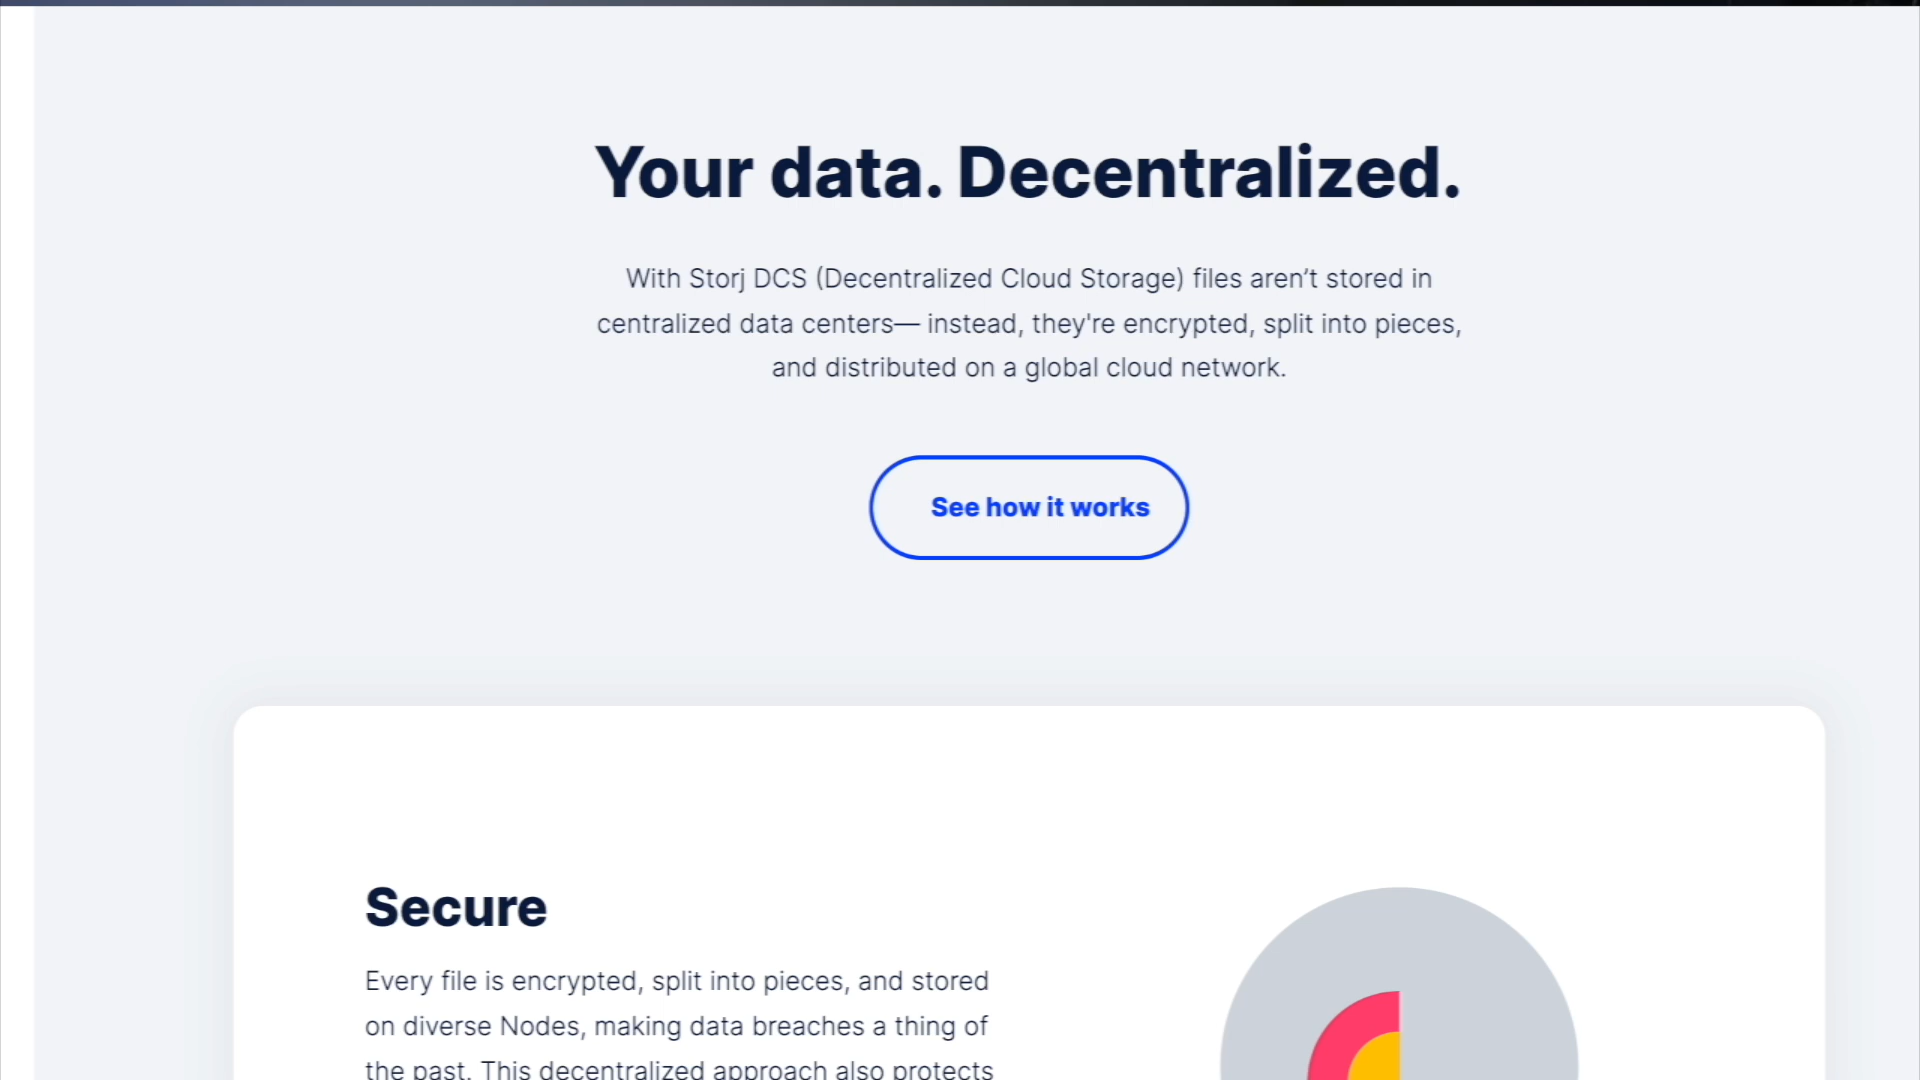 Your data. Decentralized.
With Storj DCS (Decentralized Cloud Storage) files aren’t stored in
centralized data centers— instead, they're encrypted, split into pieces,
and distributed on a global cloud network.
See how it works
Secure
Every file is encrypted, split into pieces, and stored
on diverse Nodes, making data breaches a thing of
the past. This decentralized approach also protects